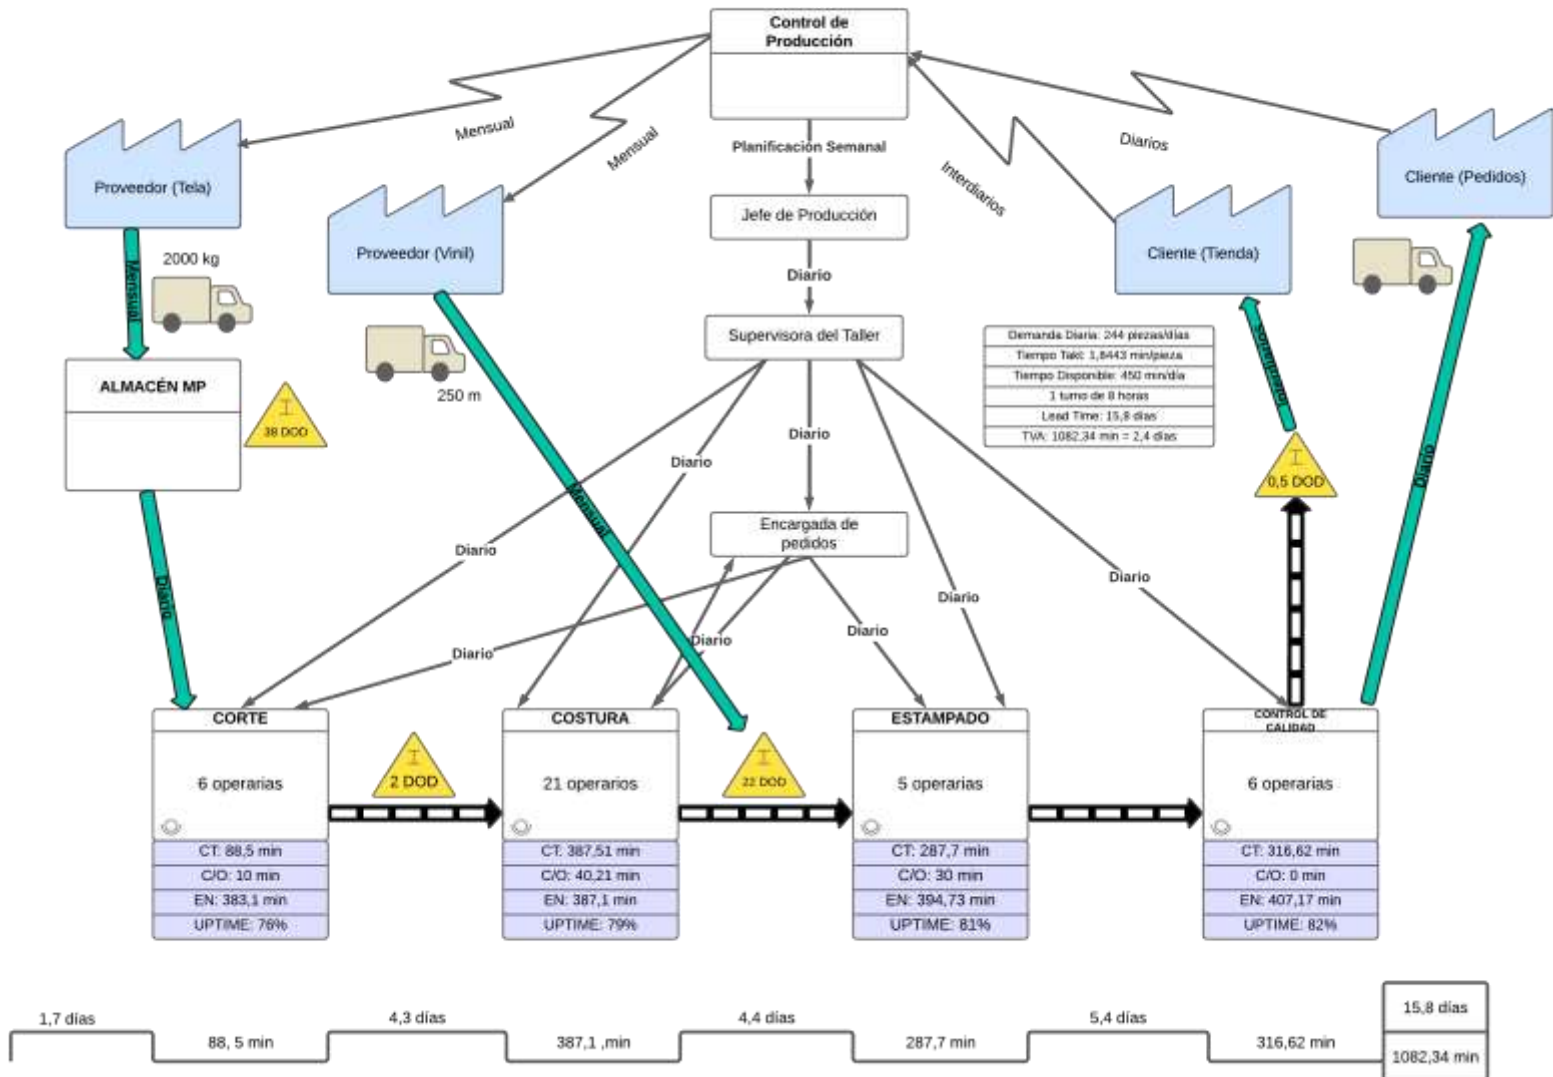 Control de
Producción
Mensual
Mensual
Planificación Semanal
Interdiarios
Diarios
Proveedor (Tela)
Proveedor (Vinil)
Jefe de Producción
Cliente (Tienda)
Cliente (Pedidos)
Mensual
2000 kg
250 m
Diario
Supervisora del Taller
Demanda Diaria: 244 piezas/días
Tiempo Takt: 1,8443 min/pieza
Tiempo Disponible: 450 min/día
1 turno de 8 horas
Lead Time: 15,8 días
TVA: 1082,34 min = 2,4 días
Interdiarios
ALMACÉN MP
38 DOD
Diario
Diario
Mensual
Diario
0,5 DOD
Encargada de
pedidos
Diario
Diario
Diario
Diario
Diario
Diario
Diario
Diario
CORTE
6 operarias
CT: 88,5 min
C/O: 10 min
EN: 383,1 min
UPTIME: 76%
2 DOD
COSTURA
21 operarios
CT: 387,51 min
C/O: 40,21 min
EN: 387,1 min
UPTIME: 79%
22 DOD
ESTAMPADO
5 operarias
CT: 287,7 min
C/O: 30 min
EN: 394,73 min
UPTIME: 81%
CONTROL DE
CALIDAD
6 operarias
CT: 316,62 min
C/O: 0 min
EN: 407,17 min
UPTIME: 82%
1,7 días
88, 5 min
4,3 días
387,1 ,min
4,4 días
287,7 min
5,4 días
316,62 min
15,8 días
1082,34 min